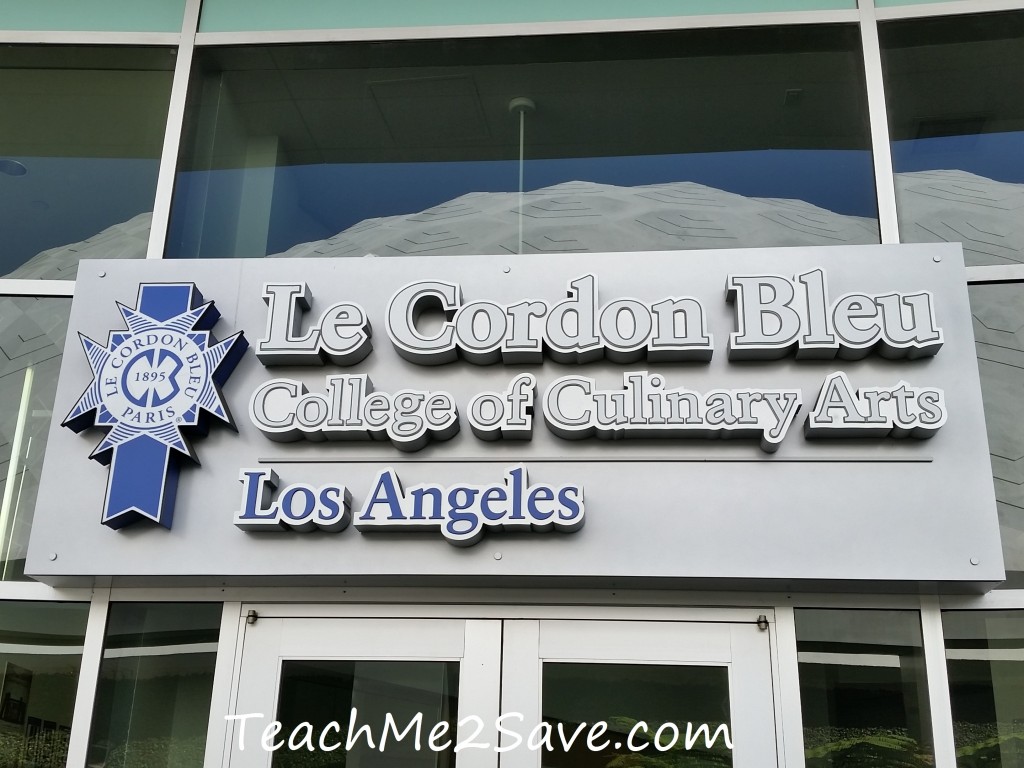 Le Cordon Bleu
College of Culinary Arts
Los Angeles
LE CORDON BLEU
1895
PARIS
®
TeachMe2Save.com